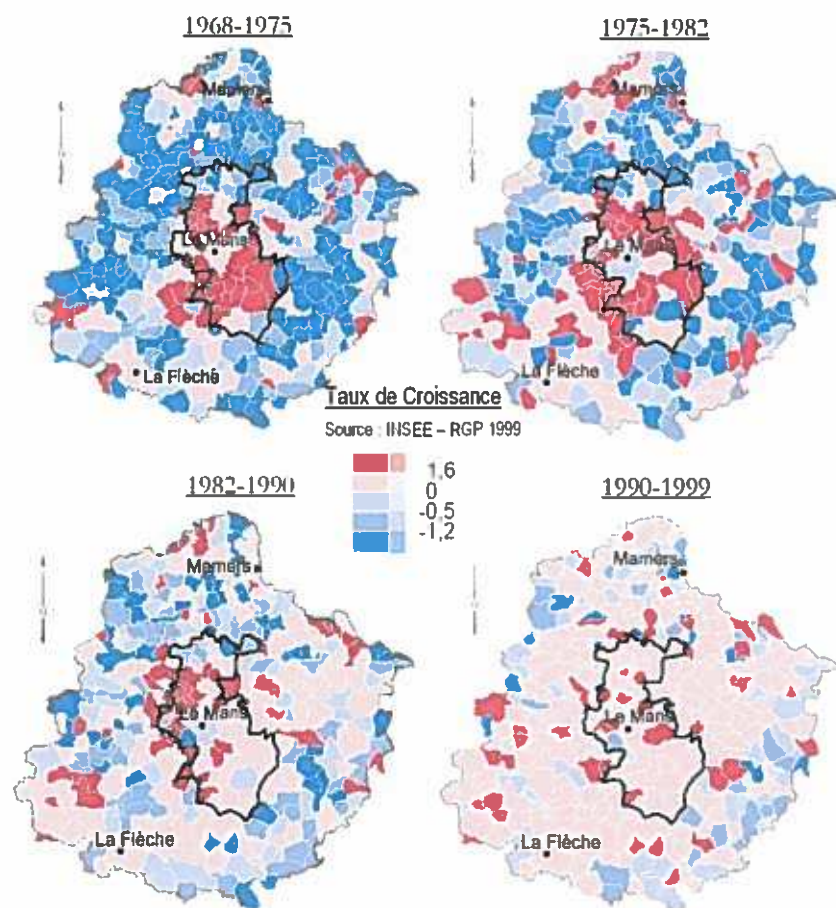 1968-1975
1975-1982
Mamers
Mamers
Le Mans
Le Mans
La Flèche
La Flèche
Taux de Croissance
Source : INSEE – RGP 1999
1,6
0
-0,5
-1,2
1982-1990
1990-1999
Mamers
Mamers
Le Mans
Le Mans
La Flèche
La Flèche